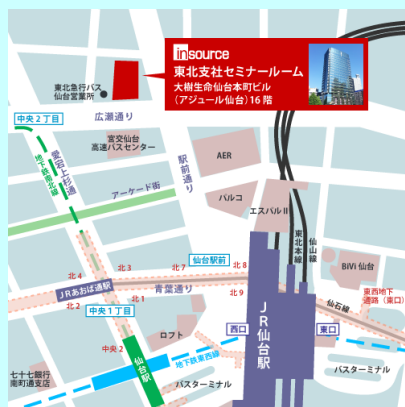 insource
東北支社セミナールーム
大樹生命仙台本町ビル
(アジュール仙台)16階
東北急行バス
仙台営業所
広瀬通り
中央2丁目
宮交仙台
高速バスセンター
愛宕上杉通
地下鉄南北線
駅前通り
AER
アーケード街
パルコ
エスパルⅡ
東北本線
仙山線
仙台駅前
BiVi 仙台
北4
北3
北7
北8
東西地下
通路(東口)
JRあおば通駅
青葉通り
仙石線
北2
北1
北9
中央1丁目
JR仙台駅
西口
東口
ロフト
中央2
仙台駅
地下鉄東西線
七十七銀行
南町通支店
バスターミナル
バスターミナル